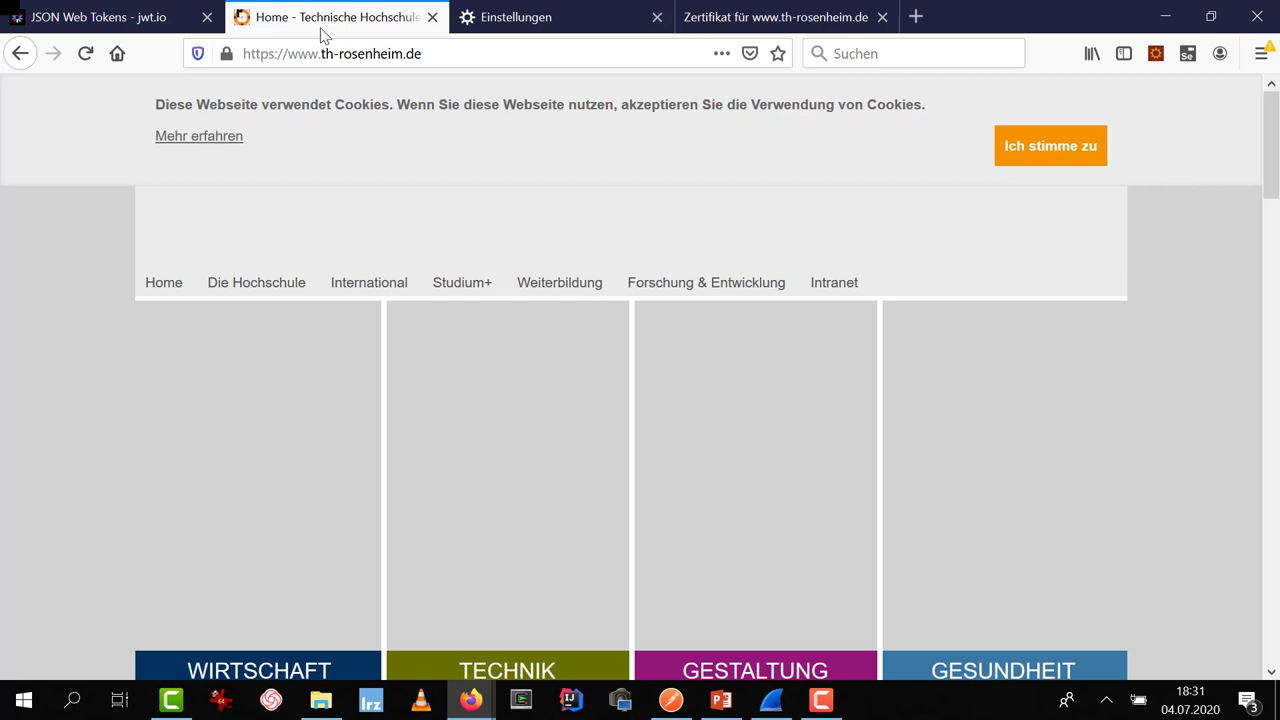 JSON Web Tokens - jwt.io
Home - Technische Hochschule
Einstellungen
Zertifikat für www.th-rosenheim.de
https://www.th-rosenheim.de
Suchen
Diese Webseite verwendet Cookies. Wenn Sie diese Webseite nutzen, akzeptieren Sie die Verwendung von Cookies.
Mehr erfahren
Ich stimme zu
Home Die Hochschule International Studium+ Weiterbildung Forschung & Entwicklung Intranet
WIRTSCHAFT TECHNIK GESTALTUNG GESUNDHEIT
lrz
18:31
04.07.2020
3